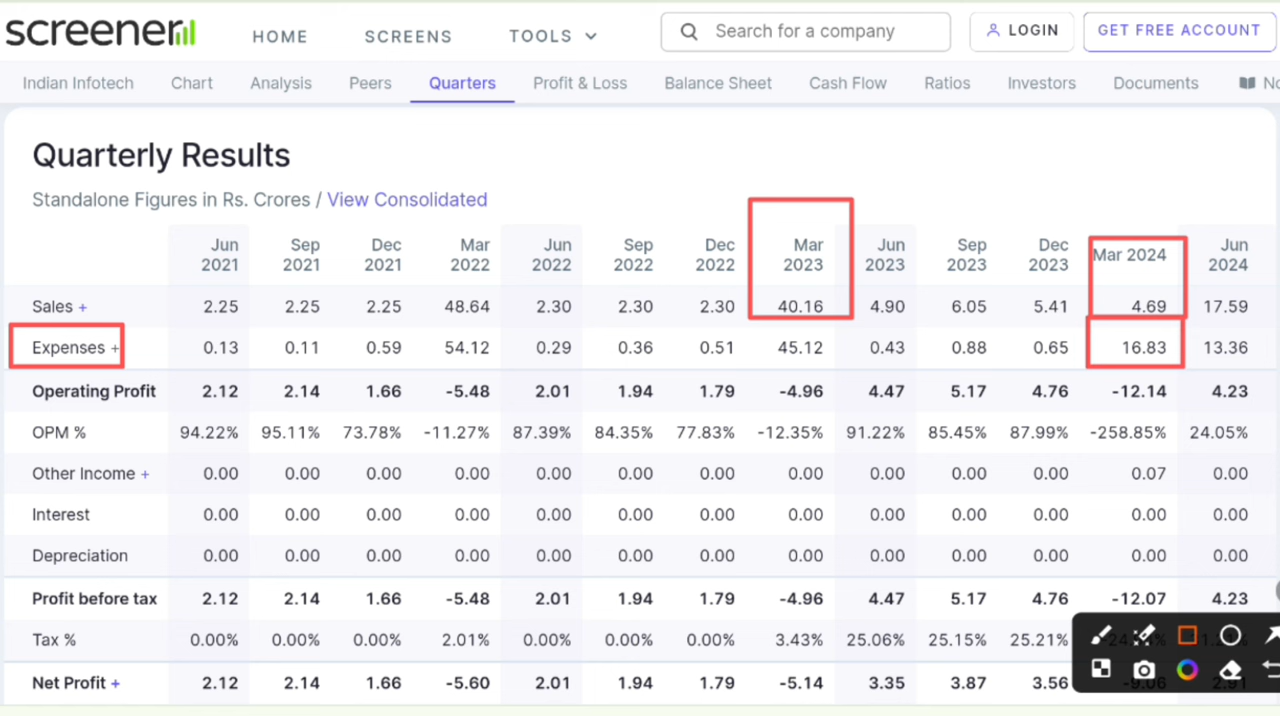 screener
HOME SCREENS TOOLS Search for a company LOGIN GET FREE ACCOUNT
Indian Infotech Chart Analysis Peers Quarters Profit & Loss Balance Sheet Cash Flow Ratios Investors Documents
Quarterly Results
Standalone Figures in Rs. Crores / View Consolidated
Jun 2021 Sep 2021 Dec 2021 Mar 2022 Jun 2022 Sep 2022 Dec 2022 Mar 2023 Jun 2023 Sep 2023 Dec 2023 Mar 2024 Jun 2024
Sales + 2.25 2.25 2.25 48.64 2.30 2.30 2.30 40.16 4.90 6.05 5.41 4.69 17.59
Expenses + 0.13 0.11 0.59 54.12 0.29 0.36 0.51 45.12 0.43 0.88 0.65 16.83 13.36
Operating Profit 2.12 2.14 1.66 -5.48 2.01 1.94 1.79 -4.96 4.47 5.17 4.76 -12.14 4.23
OPM % 94.22% 95.11% 73.78% -11.27% 87.39% 84.35% 77.83% -12.35% 91.22% 85.45% 87.99% -258.85% 24.05%
Other Income + 0.00 0.00 0.00 0.00 0.00 0.00 0.00 0.00 0.00 0.00 0.00 0.07 0.00
Interest 0.00 0.00 0.00 0.00 0.00 0.00 0.00 0.00 0.00 0.00 0.00 0.00 0.00
Depreciation 0.00 0.00 0.00 0.00 0.00 0.00 0.00 0.00 0.00 0.00 0.00 0.00 0.00
Profit before tax 2.12 2.14 1.66 -5.48 2.01 1.94 1.79 -4.96 4.47 5.17 4.76 -12.07 4.23
Tax % 0.00% 0.00% 0.00% 2.01% 0.00% 0.00% 0.00% 3.43% 25.06% 25.15% 25.21%
Net Profit + 2.12 2.14 1.66 -5.60 2.01 1.94 1.79 -5.14 3.35 3.87 3.56 -9.06 2.91